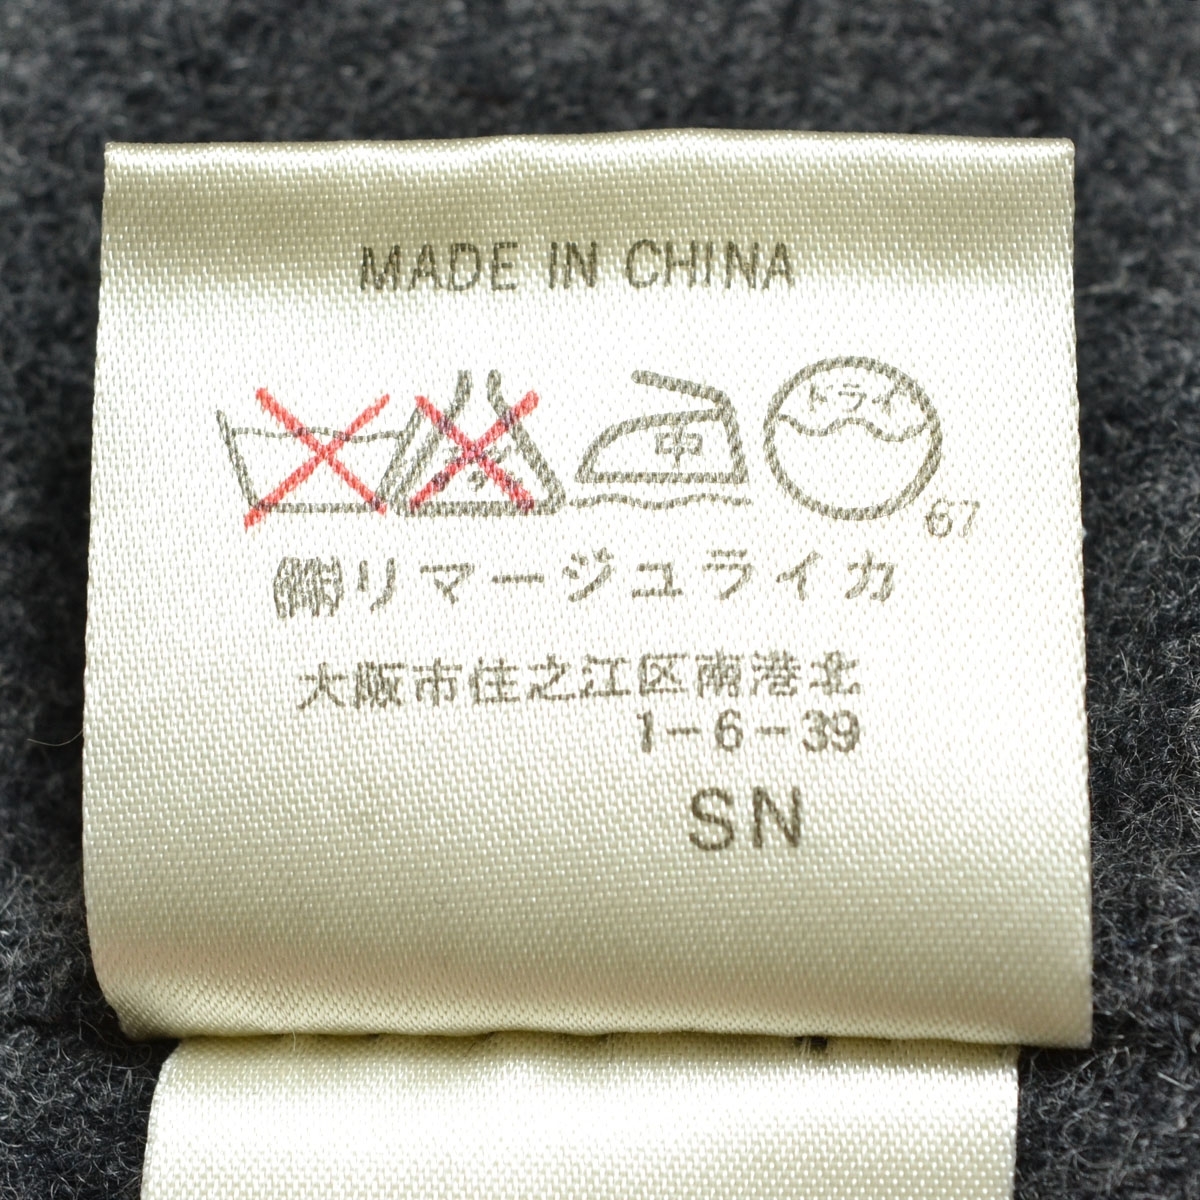 MADE IN CHINA
中 ドライ
67
㈱リマージュライカ
大阪市住之江区南港北
1-6-39
SN